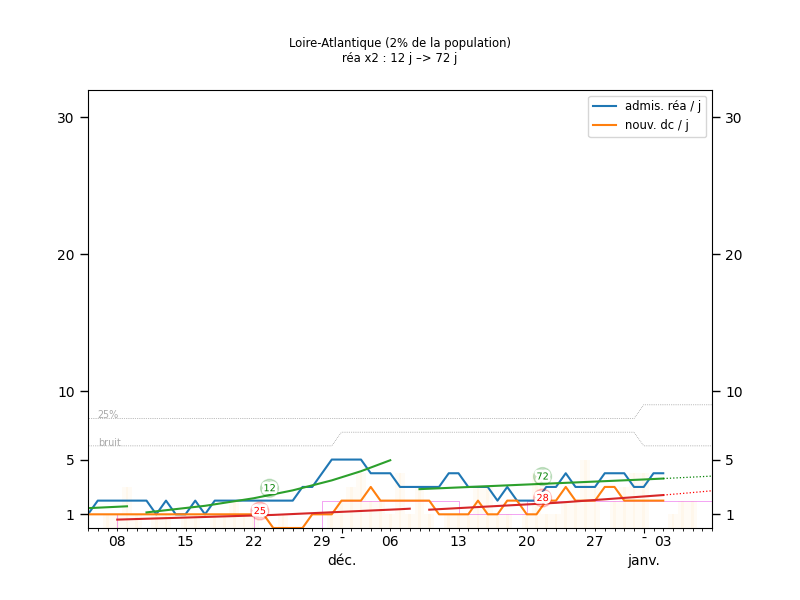 Loire-Atlantique (2% de la population)
réa x2 : 12 j –> 72 j
admis. réa / j
nouv. dc / j
30 30
20 20
10 10
25%
bruit
5 5
72
12
28
25
1 1
08 15 22 29 - 06 13 20 27 - 03
déc. janv.